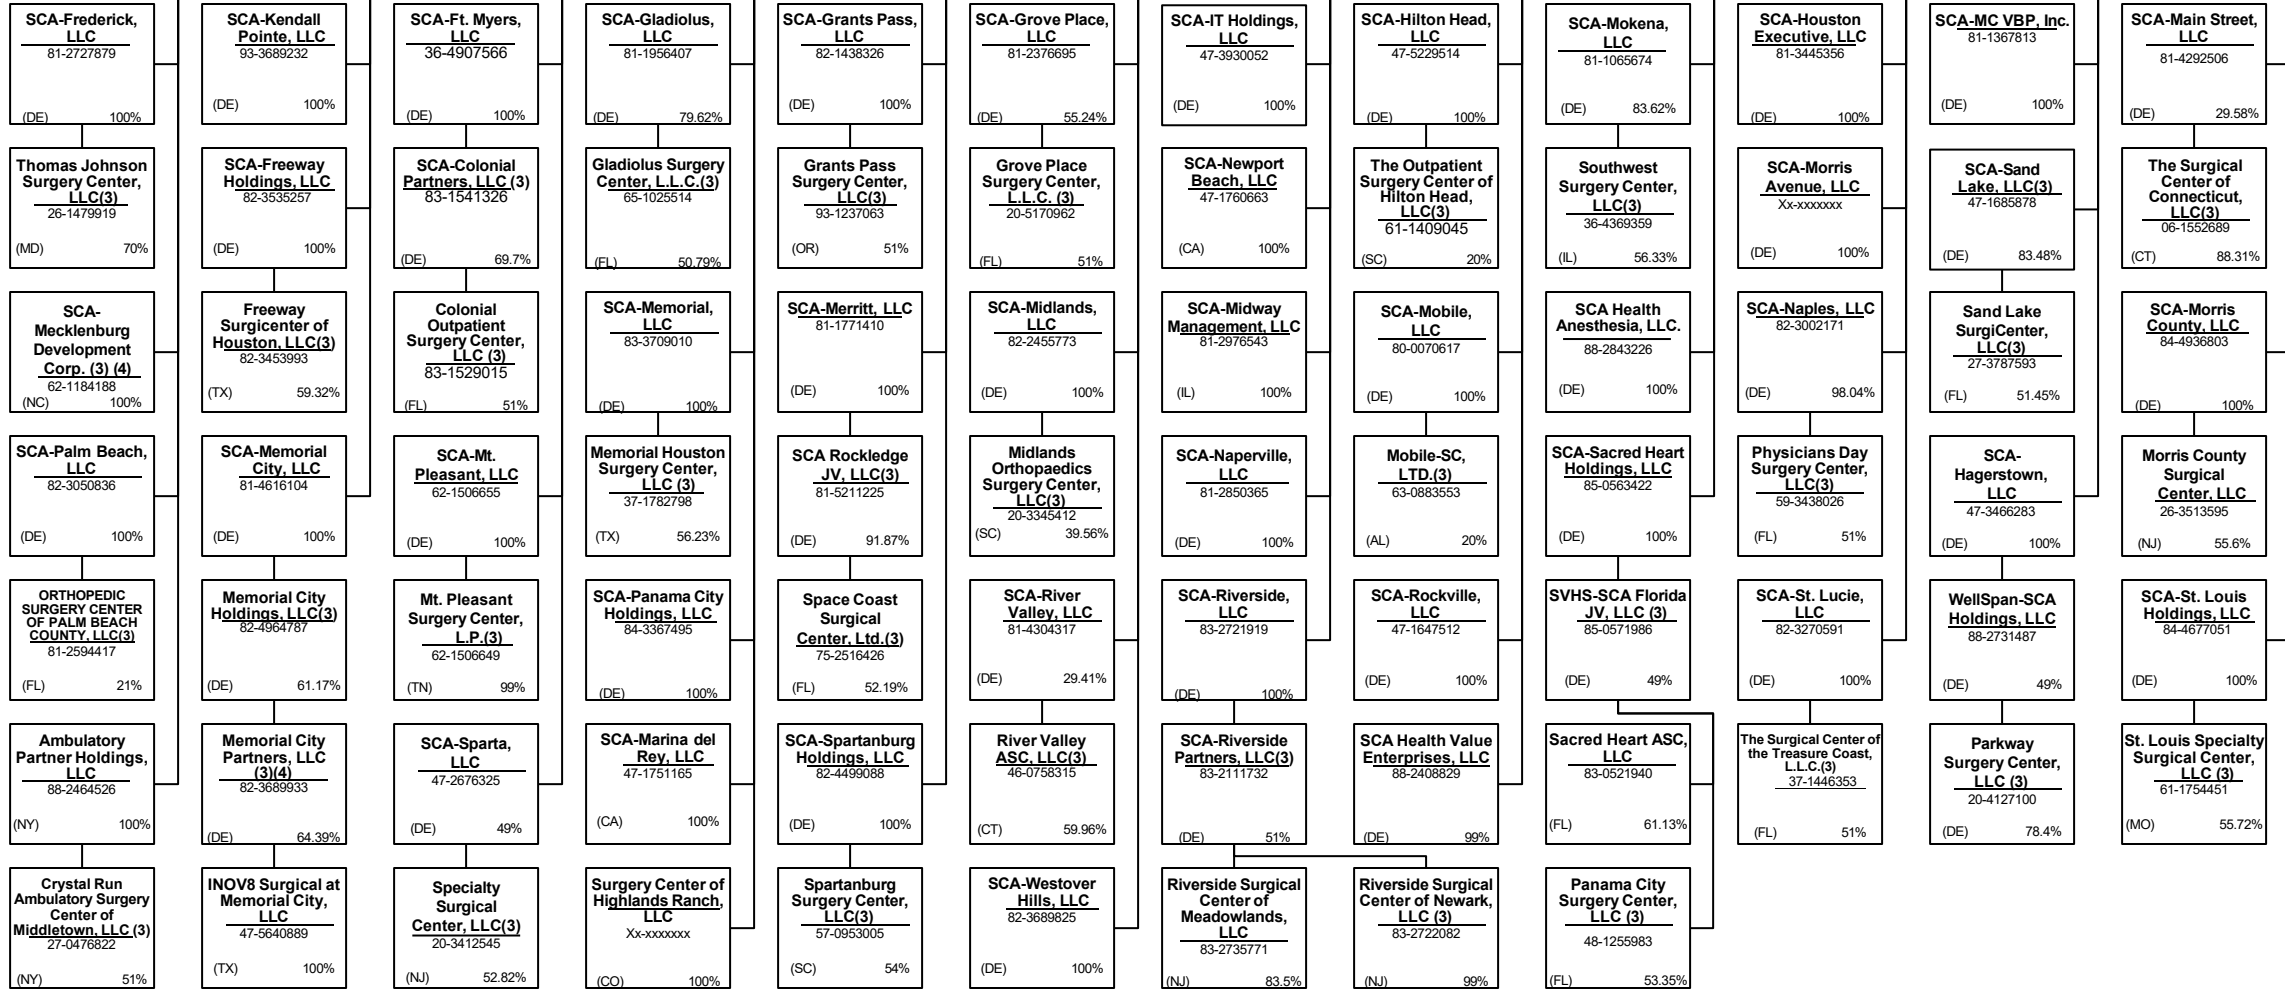 SCA-Frederick,
LLC
81-2727879
(DE) 100%
SCA-Kendall
Pointe, LLC
93-3689232
(DE) 100%
SCA-Ft. Myers,
LLC
36-4907566
(DE) 100%
SCA-Gladiolus,
LLC
81-1956407
(DE) 79.62%
SCA-Grants Pass,
LLC
82-1438326
(DE) 100%
SCA-Grove Place,
LLC
81-2376695
(DE) 55.24%
SCA-IT Holdings,
LLC
47-3930052
(DE) 100%
SCA-Hilton Head,
LLC
47-5229514
(DE) 100%
SCA-Mokena,
LLC
81-1065674
(DE) 83.62%
SCA-Houston
Executive, LLC
81-3445356
(DE) 100%
SCA-MC VBP, Inc.
81-1367813
(DE) 100%
SCA-Main Street,
LLC
81-4292506
(DE) 29.58%
Thomas Johnson
Surgery Center,
LLC(3)
26-1479919
(MD) 70%
SCA-Freeway
Holdings, LLC
82-3535257
(DE) 100%
SCA-Colonial
Partners, LLC (3)
83-1541326
(DE) 69.7%
Gladiolus Surgery
Center, L.L.C.(3)
65-1025514
(FL) 50.79%
Grants Pass
Surgery Center,
LLC(3)
93-1237063
(OR) 51%
Grove Place
Surgery Center,
L.L.C. (3)
20-5170962
(FL) 51%
SCA-Newport
Beach, LLC
47-1760663
(CA) 100%
The Outpatient
Surgery Center of
Hilton Head,
LLC(3)
61-1409045
(SC) 20%
Southwest
Surgery Center,
LLC(3)
36-4369359
(IL) 56.33%
SCA-Morris
Avenue, LLC
Xx-xxxxxxx
(DE) 100%
SCA-Sand
Lake, LLC(3)
47-1685878
(DE) 83.48%
The Surgical
Center of
Connecticut,
LLC(3)
06-1552689
(CT) 88.31%
SCA-
Mecklenburg
Development
Corp. (3) (4)
62-1184188
(NC) 100%
Freeway
Surgicenter of
Houston, LLC(3)
82-3453993
(TX) 59.32%
Colonial
Outpatient
Surgery Center,
LLC (3)
83-1529015
(FL) 51%
SCA-Memorial,
LLC
83-3709010
(DE) 100%
SCA-Merritt, LLC
81-1771410
(DE) 100%
SCA-Midlands,
LLC
82-2455773
(DE) 100%
SCA-Midway
Management, LLC
81-2976543
(IL) 100%
SCA-Mobile,
LLC
80-0070617
(DE) 100%
SCA Health
Anesthesia, LLC.
88-2843226
(DE) 100%
SCA-Naples, LLC
82-3002171
(DE) 98.04%
Sand Lake
SurgiCenter,
LLC(3)
27-3787593
(FL) 51.45%
SCA-Morris
County, LLC
84-4936803
(DE) 100%
SCA-Palm Beach,
LLC
82-3050836
(DE) 100%
SCA-Memorial
City, LLC
81-4616104
(DE) 100%
SCA-Mt.
Pleasant, LLC
62-1506655
(DE) 100%
Memorial Houston
Surgery Center,
LLC (3)
37-1782798
(TX) 56.23%
SCA Rockledge
JV, LLC(3)
81-5211225
(DE) 91.87%
Midlands
Orthopaedics
Surgery Center,
LLC(3)
20-3345412
(SC) 39.56%
SCA-Naperville,
LLC
81-2850365
(DE) 100%
Mobile-SC,
LTD.(3)
63-0883553
(AL) 20%
SCA-Sacred Heart
Holdings, LLC
85-0563422
(DE) 100%
Physicians Day
Surgery Center,
LLC(3)
59-3438026
(FL) 51%
SCA-
Hagerstown,
LLC
47-3466283
(DE) 100%
Morris County
Surgical
Center, LLC
26-3513595
(NJ) 55.6%
ORTHOPEDIC
SURGERY CENTER
OF PALM BEACH
COUNTY, LLC(3)
81-2594417
(FL) 21%
Memorial City
Holdings, LLC(3)
82-4964787
(DE) 61.17%
Mt. Pleasant
Surgery Center,
L.P.(3)
62-1506649
(TN) 99%
SCA-Panama City
Holdings, LLC
84-3367495
(DE) 100%
Space Coast
Surgical
Center, Ltd.(3)
75-2516426
(FL) 52.19%
SCA-River
Valley, LLC
81-4304317
(DE) 29.41%
SCA-Riverside,
LLC
83-2721919
(DE) 100%
SCA-Rockville,
LLC
47-1647512
(DE) 100%
SVHS-SCA Florida
JV, LLC (3)
85-0571986
(DE) 49%
SCA-St. Lucie,
LLC
82-3270591
(DE) 100%
WellSpan-SCA
Holdings, LLC
88-2731487
(DE) 49%
SCA-St. Louis
Holdings, LLC
84-4677051
(DE) 100%
Ambulatory
Partner Holdings,
LLC
88-2464526
(NY) 100%
Memorial City
Partners, LLC
(3)(4)
82-3689933
(DE) 64.39%
SCA-Sparta,
LLC
47-2676325
(DE) 49%
SCA-Marina del
Rey, LLC
47-1751165
(CA) 100%
SCA-Spartanburg
Holdings, LLC
82-4499088
(DE) 100%
River Valley
ASC, LLC(3)
46-0758315
(CT) 59.96%
SCA-Riverside
Partners, LLC(3)
83-2111732
(DE) 51%
SCA Health Value
Enterprises, LLC
88-2408829
(DE) 99%
Sacred Heart ASC,
LLC
83-0521940
(FL) 61.13%
The Surgical Center of
the Treasure Coast,
L.L.C.(3)
37-1446353
(FL) 51%
Parkway
Surgery Center,
LLC (3)
20-4127100
(DE) 78.4%
St. Louis Specialty
Surgical Center,
LLC (3)
61-1754451
(MO) 55.72%
Crystal Run
Ambulatory Surgery
Center of
Middletown, LLC (3)
27-0476822
(NY) 51%
INOV8 Surgical at
Memorial City,
LLC
47-5640889
(TX) 100%
Specialty
Surgical
Center, LLC(3)
20-3412545
(NJ) 52.82%
Surgery Center of
Highlands Ranch,
LLC
Xx-xxxxxxx
(CO) 100%
Spartanburg
Surgery Center,
LLC(3)
57-0953005
(SC) 54%
SCA-Westover
Hills, LLC
82-3689825
(DE) 100%
Riverside Surgical
Center of
Meadowlands,
LLC
83-2735771
(NJ) 83.5%
Riverside Surgical
Center of Newark,
LLC (3)
83-2722082
(NJ) 99%
Panama City
Surgery Center,
LLC (3)
48-1255983
(FL) 53.35%